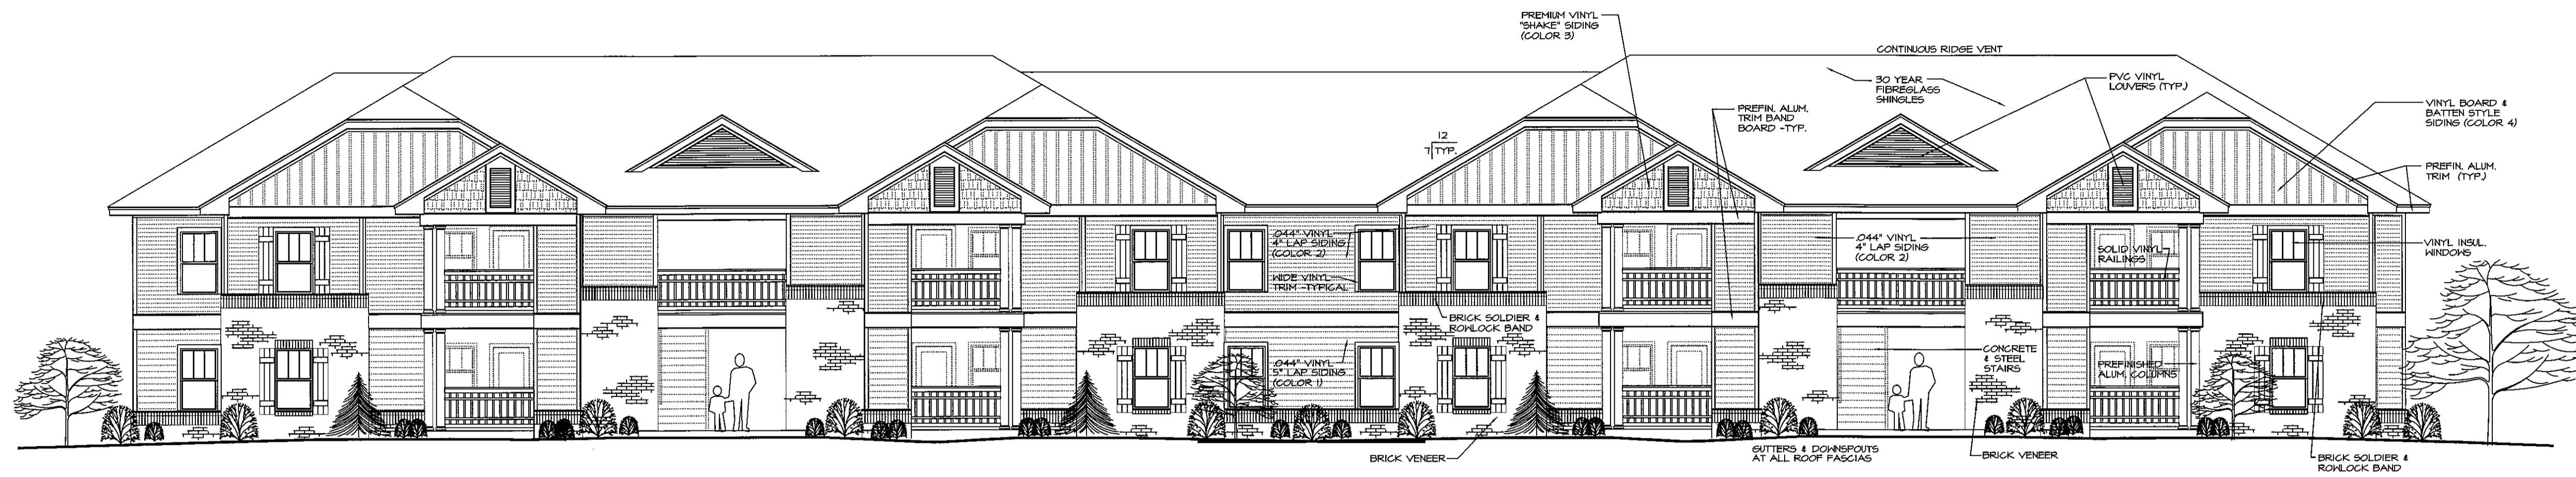 PREMIUM VINYL
"SHAKE" SIDING
(COLOR 3)
CONTINUOUS RIDGE VENT
30 YEAR
FIBREGLASS
SHINGLES
PVC VINYL
LOUVERS (TYP.)
PREFIN. ALUM.
TRIM BAND
BOARD -TYP.
VINYL BOARD &
BATTEN STYLE
SIDING (COLOR 4)
12
7 TYP.
PREFIN. ALUM.
TRIM (TYP.)
.044" VINYL
4" LAP SIDING
(COLOR 2)
WIDE VINYL
TRIM -TYPICAL
.044" VINYL
4" LAP SIDING
(COLOR 2)
SOLID VINYL
RAILINGS
VINYL INSUL.
WINDOWS
BRICK SOLDIER &
ROWLOCK BAND
.044" VINYL
5" LAP SIDING
(COLOR 1)
CONCRETE
& STEEL
STAIRS
PREFINISHED
ALUM. COLUMNS
BRICK VENEER
GUTTERS & DOWNSPOUTS
AT ALL ROOF FASCIAS
BRICK VENEER
BRICK SOLDIER &
ROWLOCK BAND